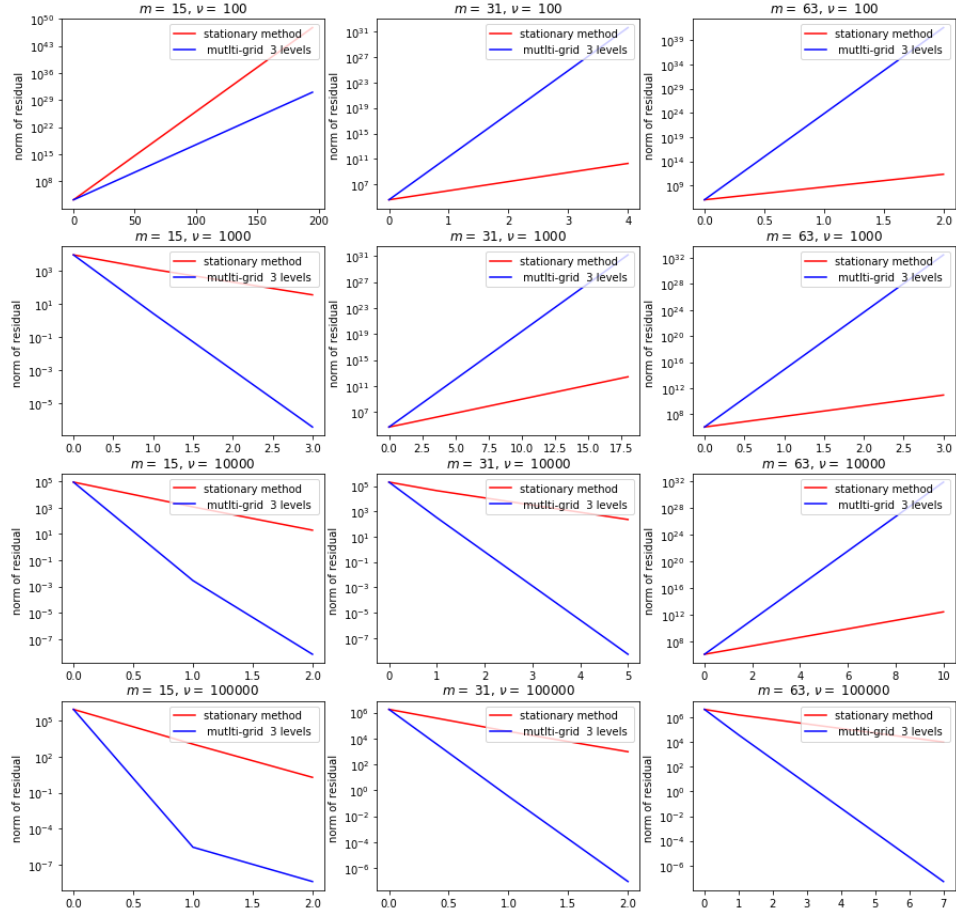 m = 15, ν = 100
10^50
10^43
10^36
10^29
10^22
10^15
10^8
norm of residual
stationary method
mutlti-grid 3 levels
0 50 100 150 200
m = 31, ν = 100
10^31
10^27
10^23
10^19
10^15
10^11
10^7
norm of residual
stationary method
mutlti-grid 3 levels
0 1 2 3 4
m = 63, ν = 100
10^39
10^34
10^29
10^24
10^19
10^14
10^9
norm of residual
stationary method
mutlti-grid 3 levels
0.0 0.5 1.0 1.5 2.0
m = 15, ν = 1000
10^3
10^1
10^−1
10^−3
10^−5
norm of residual
stationary method
mutlti-grid 3 levels
0.0 0.5 1.0 1.5 2.0 2.5 3.0
m = 31, ν = 1000
10^31
10^27
10^23
10^19
10^15
10^11
10^7
norm of residual
stationary method
mutlti-grid 3 levels
0.0 2.5 5.0 7.5 10.0 12.5 15.0 17.5
m = 63, ν = 1000
10^32
10^28
10^24
10^20
10^16
10^12
10^8
norm of residual
stationary method
mutlti-grid 3 levels
0.0 0.5 1.0 1.5 2.0 2.5 3.0
m = 15, ν = 10000
10^5
10^3
10^1
10^−1
10^−3
10^−5
10^−7
norm of residual
stationary method
mutlti-grid 3 levels
0.0 0.5 1.0 1.5 2.0
m = 31, ν = 10000
10^5
10^3
10^1
10^−1
10^−3
10^−5
10^−7
norm of residual
stationary method
mutlti-grid 3 levels
0 1 2 3 4 5
m = 63, ν = 10000
10^32
10^28
10^24
10^20
10^16
10^12
10^8
norm of residual
stationary method
mutlti-grid 3 levels
0 2 4 6 8 10
m = 15, ν = 100000
10^5
10^2
10^−1
10^−4
10^−7
norm of residual
stationary method
mutlti-grid 3 levels
0.0 0.5 1.0 1.5 2.0
m = 31, ν = 100000
10^6
10^4
10^2
10^0
10^−2
10^−4
10^−6
norm of residual
stationary method
mutlti-grid 3 levels
0.0 0.5 1.0 1.5 2.0
m = 63, ν = 100000
10^6
10^4
10^2
10^0
10^−2
10^−4
10^−6
norm of residual
stationary method
mutlti-grid 3 levels
0 1 2 3 4 5 6 7